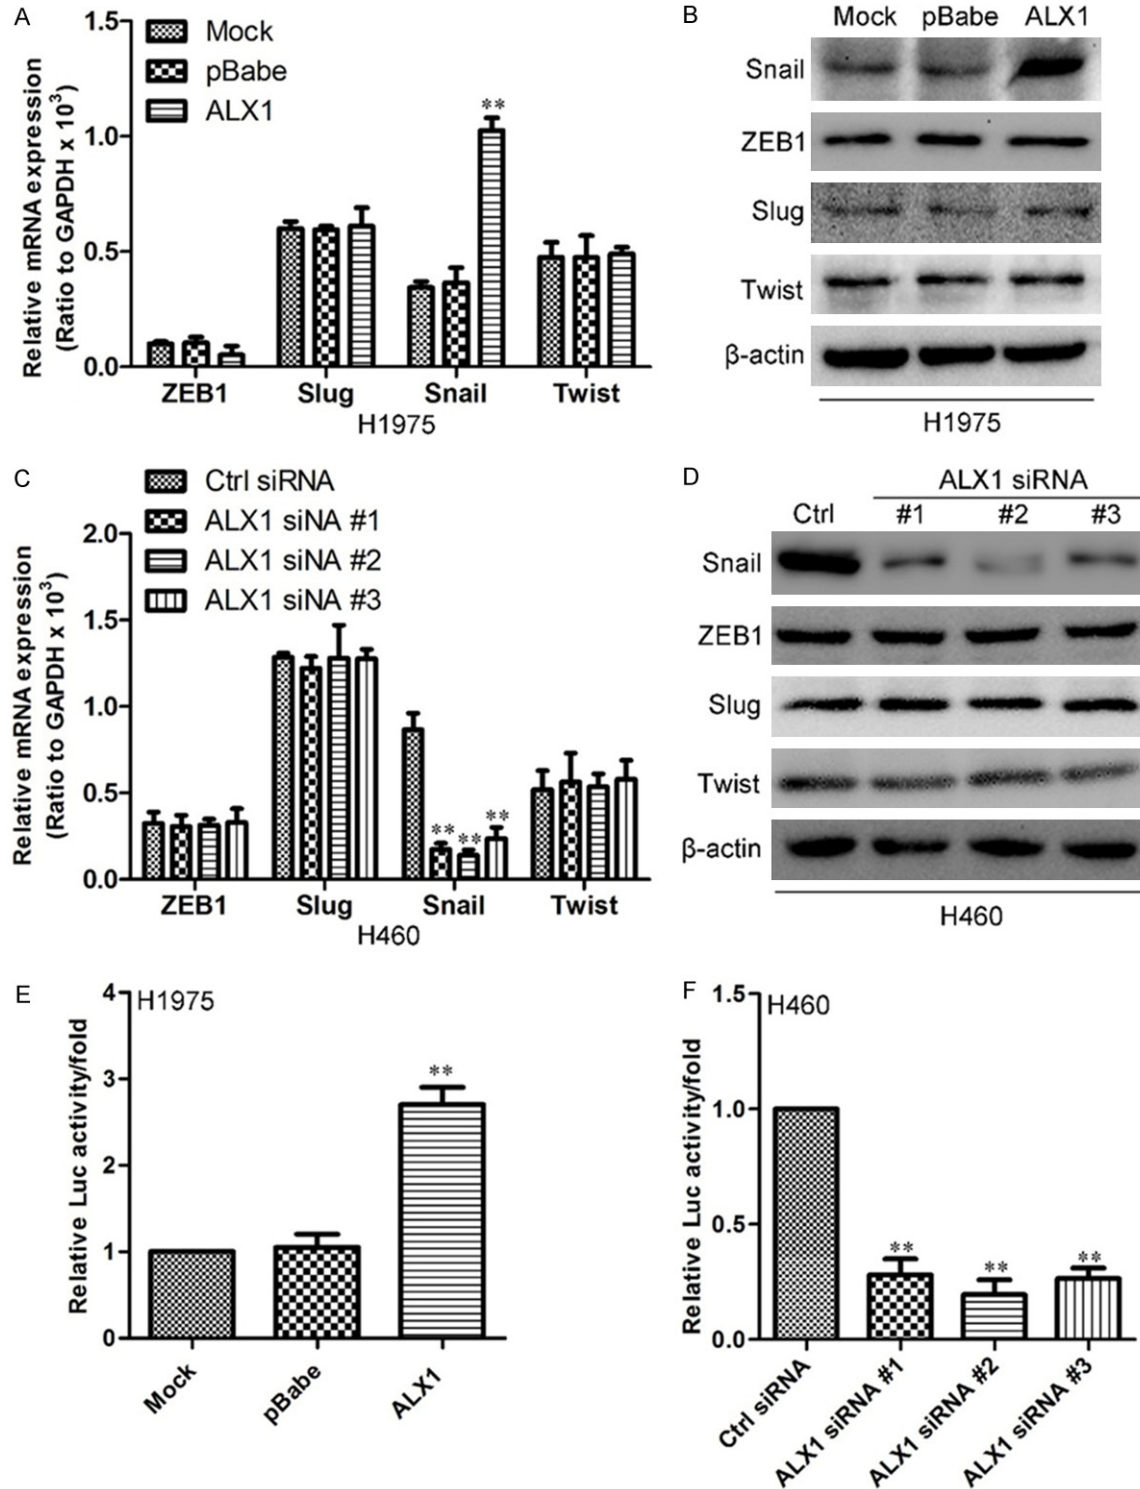 A
Relative mRNA expression
(Ratio to GAPDH x 10³)
1.5
1.0
0.5
0.0
Mock
pBabe
ALX1
**
ZEB1 Slug Snail Twist
H1975
B
Mock pBabe ALX1
Snail
ZEB1
Slug
Twist
β-actin
H1975
C
Relative mRNA expression
(Ratio to GAPDH x 10³)
2.0
1.5
1.0
0.5
0.0
Ctrl siRNA
ALX1 siNA #1
ALX1 siNA #2
ALX1 siNA #3
** ** **
ZEB1 Slug Snail Twist
H460
D
ALX1 siRNA
Ctrl #1 #2 #3
Snail
ZEB1
Slug
Twist
β-actin
H460
E
Relative Luc activity/fold
4
3
2
1
0
H1975
**
Mock pBabe ALX1
F
Relative Luc activity/fold
1.5
1.0
0.5
0.0
H460
** ** **
Ctrl siRNA ALX1 siRNA #1 ALX1 siRNA #2 ALX1 siRNA #3